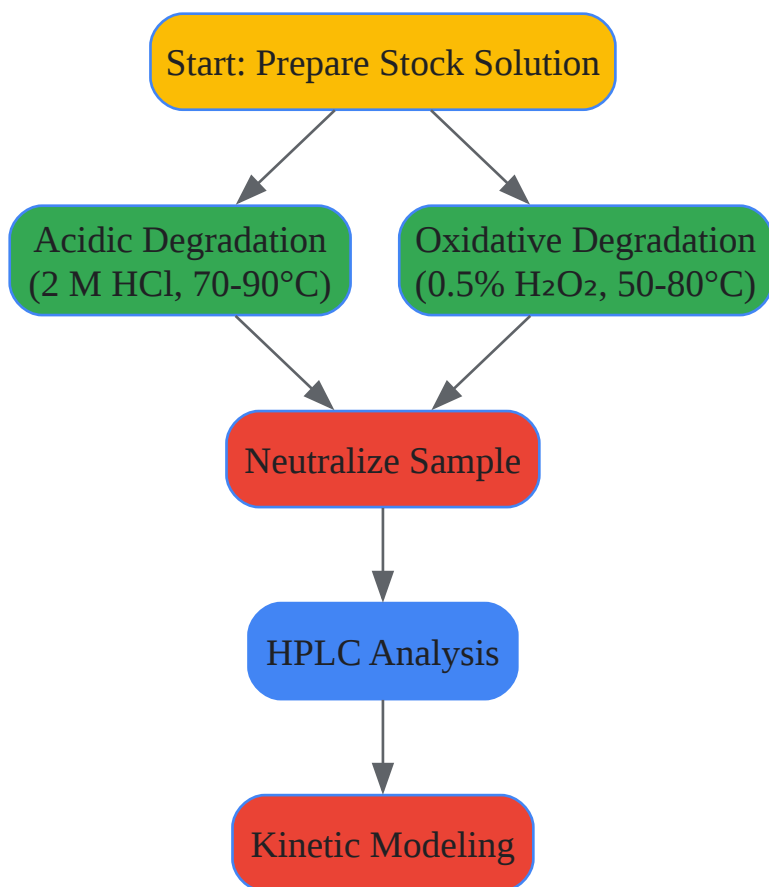 Start: Prepare Stock Solution
Acidic Degradation
(2 M HCl, 70-90°C)
Oxidative Degradation
(0.5% H₂O₂, 50-80°C)
Neutralize Sample
HPLC Analysis
Kinetic Modeling